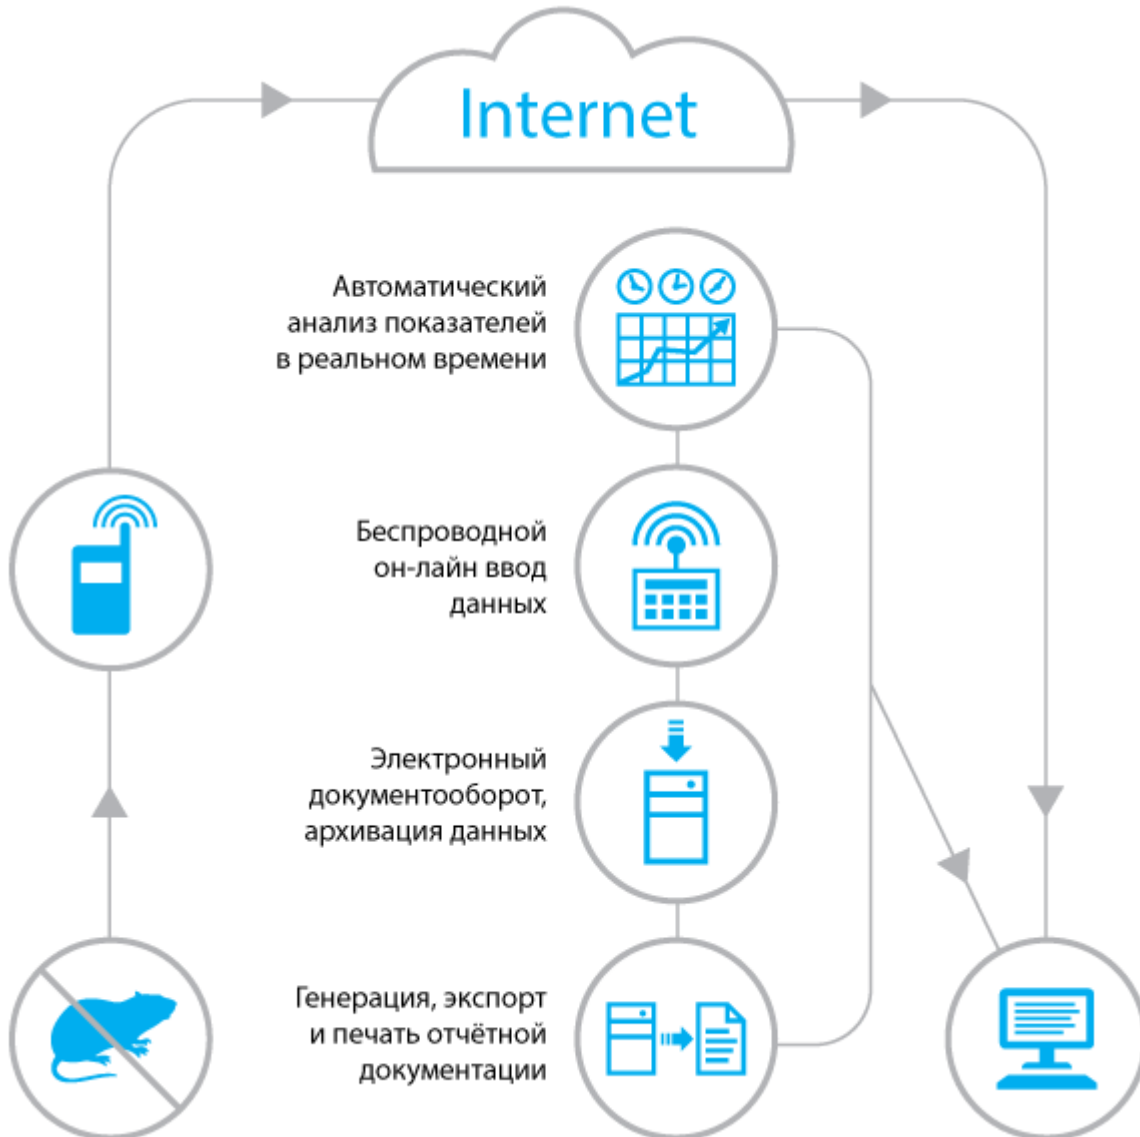 Internet
Автоматический
анализ показателей
в реальном времени
Беспроводной
он-лайн ввод
данных
Электронный
документооборот,
архивация данных
Генерация, экспорт
и печать отчётной
документации